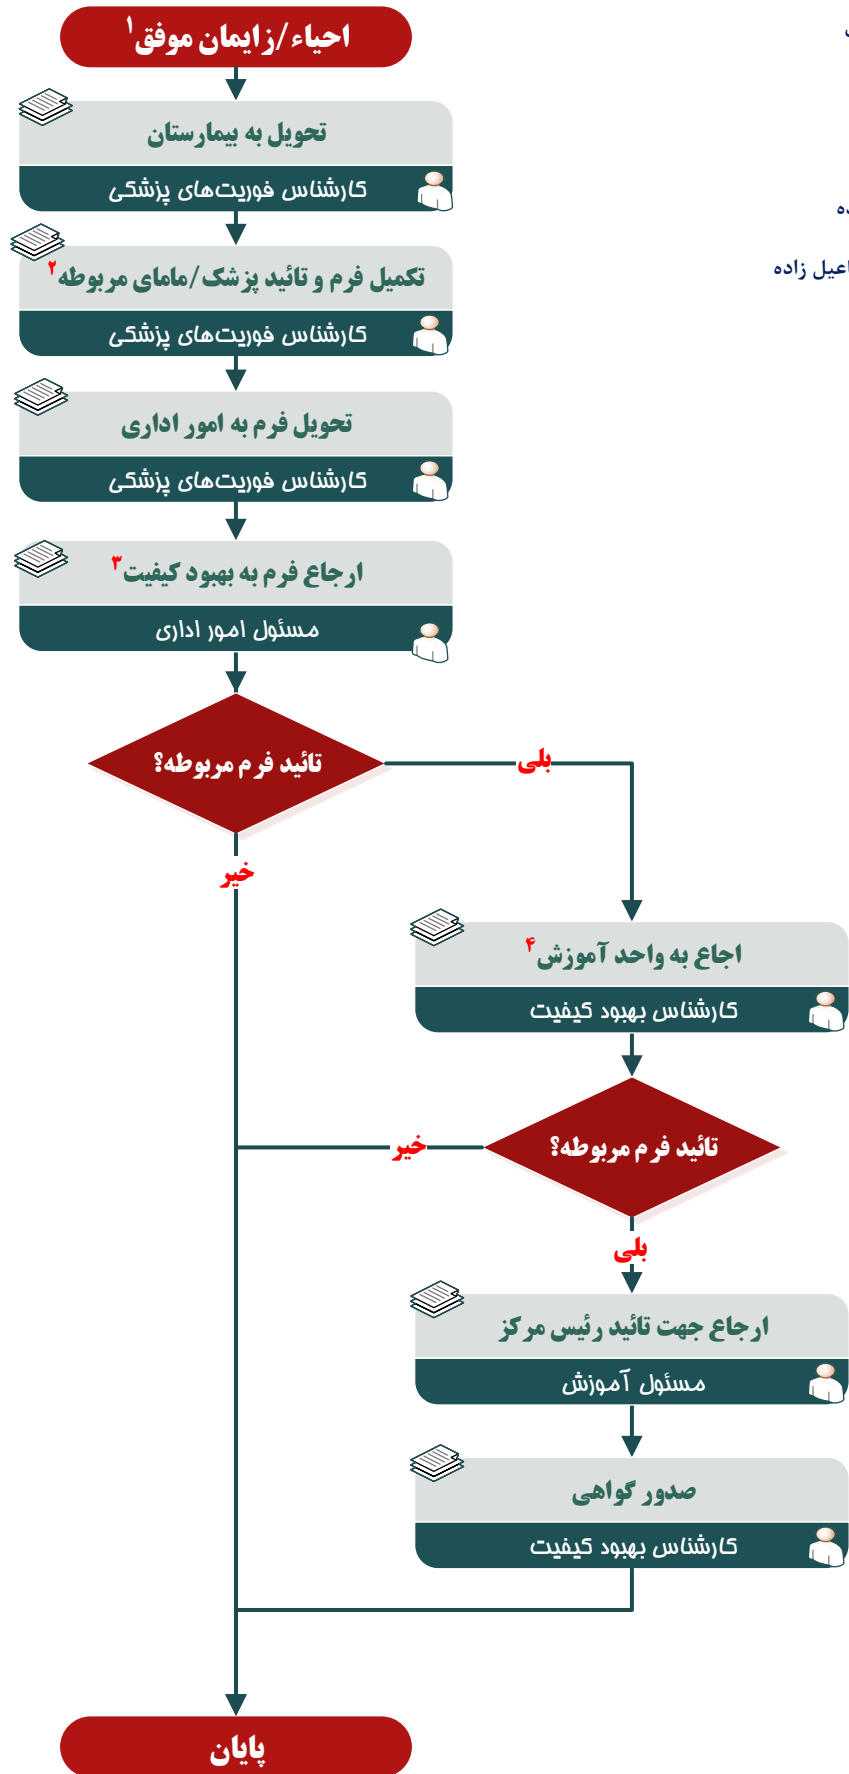 احیاء/زایمان موفق۱
تحویل به بیمارستان
کارشناس فوریت‌های پزشکی
تکمیل فرم و تائید پزشک/مامای مربوطه۲
کارشناس فوریت‌های پزشکی
تحویل فرم به امور اداری
کارشناس فوریت‌های پزشکی
ارجاع فرم به بهبود کیفیت۳
مسئول امور اداری
تائید فرم مربوطه؟
بلی
خیر
اجاع به واحد آموزش۴
کارشناس بهبود کیفیت
تائید فرم مربوطه؟
خیر
بلی
ارجاع جهت تائید رئیس مرکز
مسئول آموزش
صدور گواهی
کارشناس بهبود کیفیت
پایان
زاده